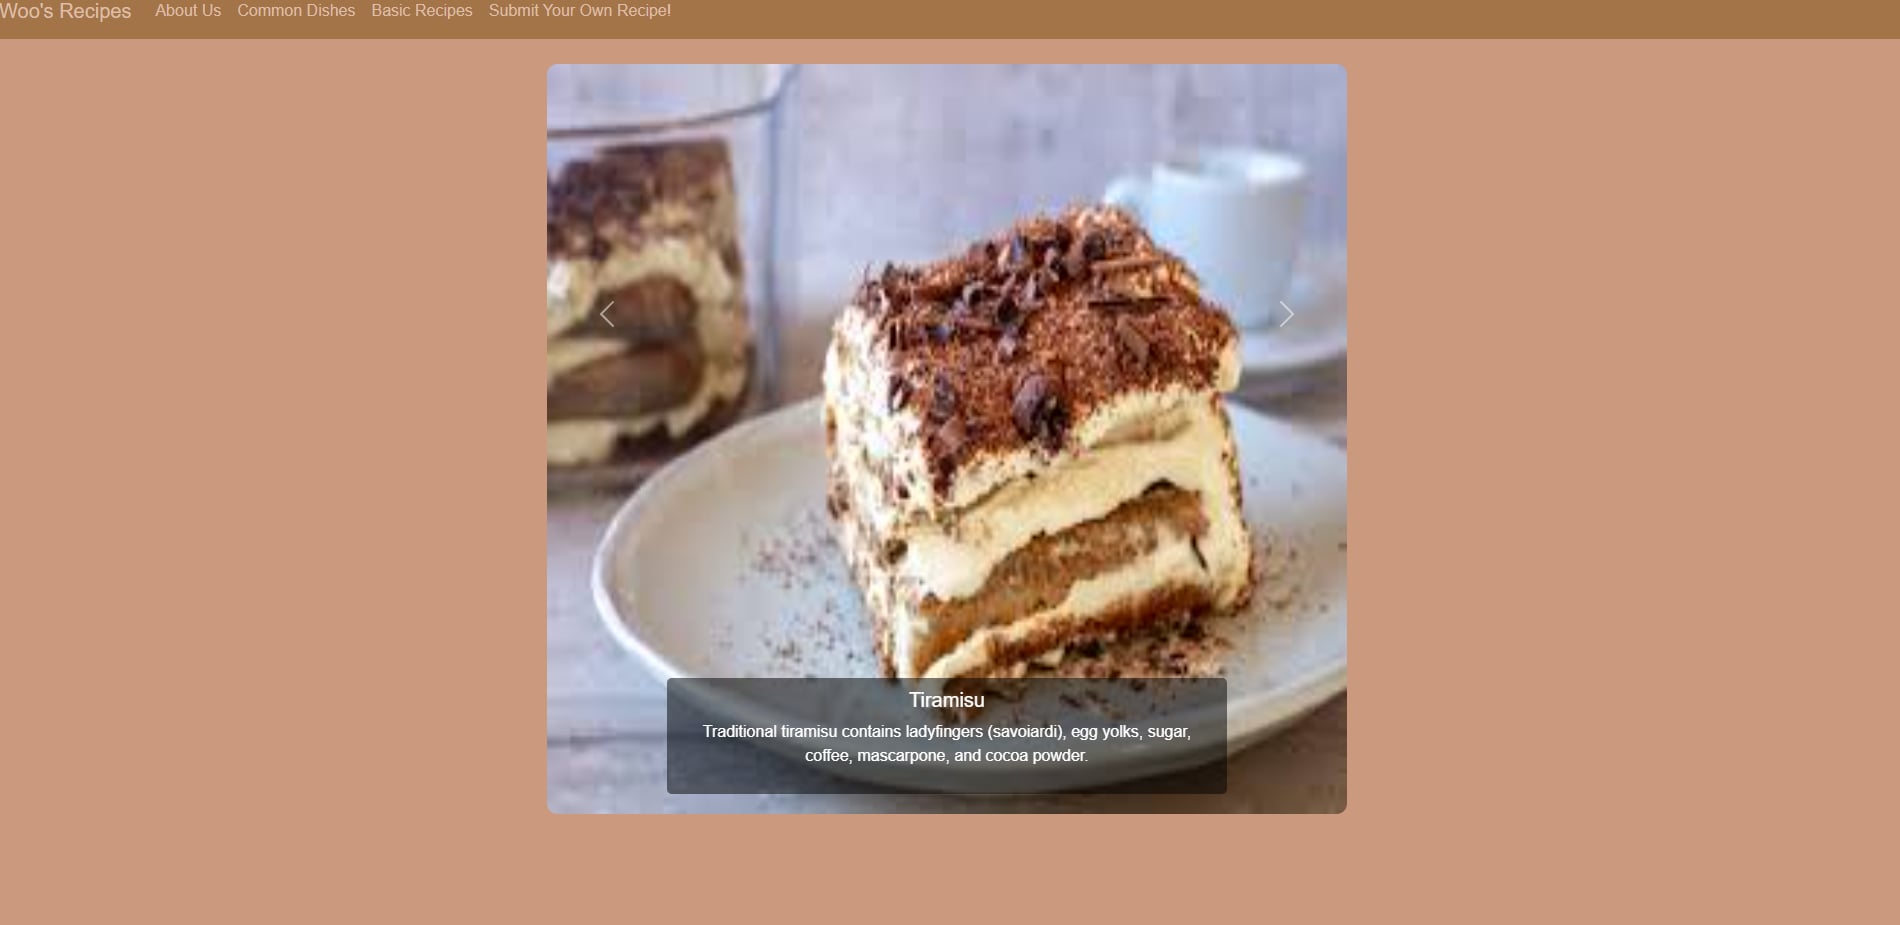 Woo's Recipes About Us Common Dishes Basic Recipes Submit Your Own Recipe!
Tiramisu
Traditional tiramisu contains ladyfingers (savoiardi), egg yolks, sugar,
coffee, mascarpone, and cocoa powder.